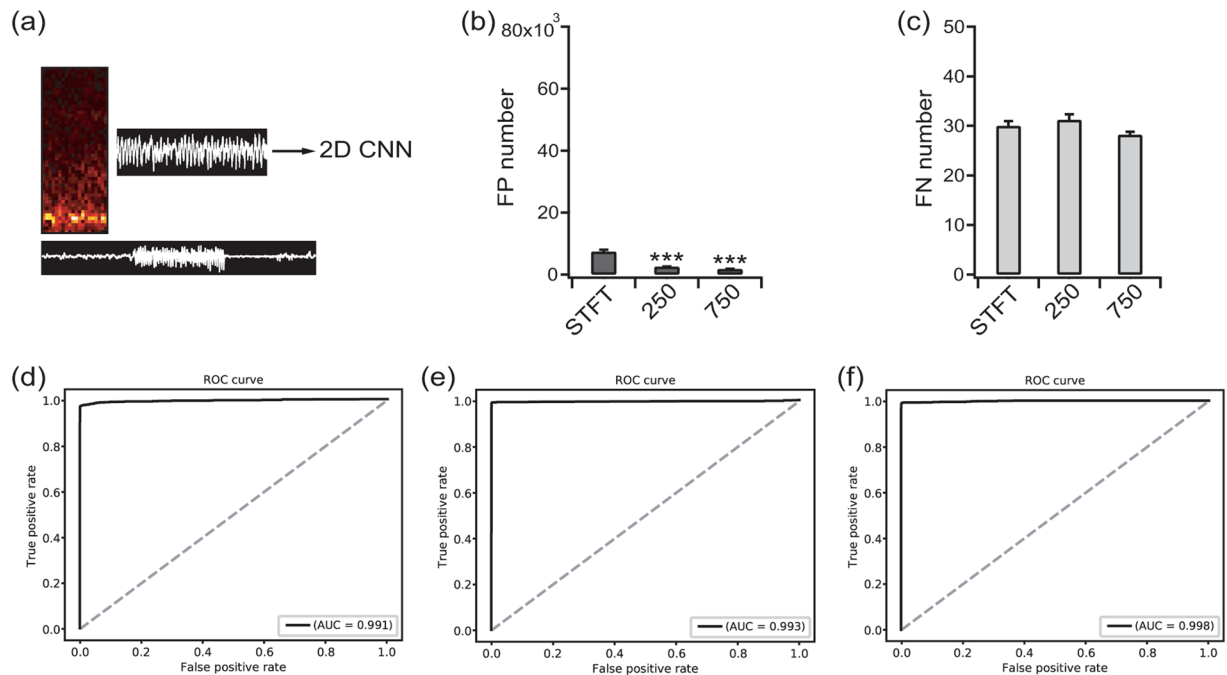 (a)
2D CNN
(b)
80x10³
60
40
20
0
FP number
***
***
STFT
250
750
(c)
50
40
30
20
10
0
FN number
STFT
250
750
(d)
ROC curve
1.0
0.8
0.6
0.4
0.2
0.0
True positive rate
0.0 0.2 0.4 0.6 0.8 1.0
False positive rate
(AUC = 0.991)
(e)
ROC curve
1.0
0.8
0.6
0.4
0.2
0.0
True positive rate
0.0 0.2 0.4 0.6 0.8 1.0
False positive rate
(AUC = 0.993)
(f)
ROC curve
1.0
0.8
0.6
0.4
0.2
0.0
True positive rate
0.0 0.2 0.4 0.6 0.8 1.0
False positive rate
(AUC = 0.998)